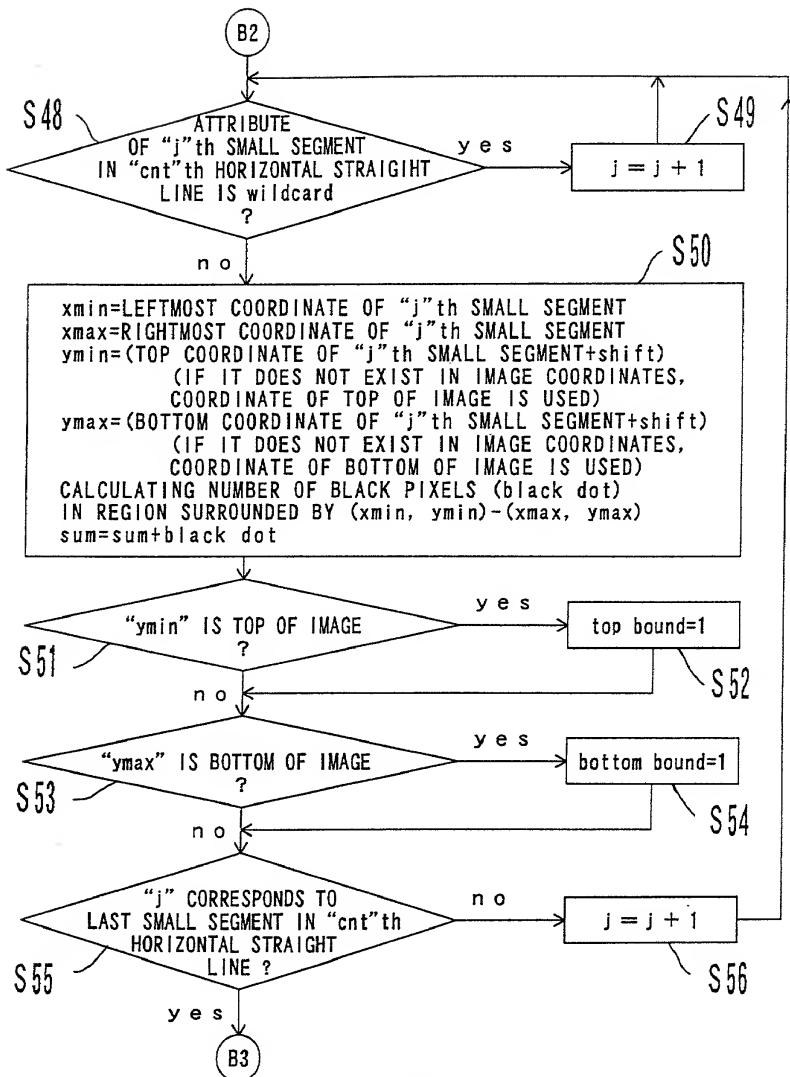 B2
S48
ATTRIBUTE
OF "j"th SMALL SEGMENT
IN "cnt"th HORIZONTAL STRAIGIHT
LINE IS wildcard
?
yes
S49
j = j + 1
no
S50
xmin=LEFTMOST COORDINATE OF "j"th SMALL SEGMENT
xmax=RIGHTMOST COORDINATE OF "j"th SMALL SEGMENT
ymin=(TOP COORDINATE OF "j"th SMALL SEGMENT+shift)
(IF IT DOES NOT EXIST IN IMAGE COORDINATES,
COORDINATE OF TOP OF IMAGE IS USED)
ymax=(BOTTOM COORDINATE OF "j"th SMALL SEGMENT+shift)
(IF IT DOES NOT EXIST IN IMAGE COORDINATES,
COORDINATE OF BOTTOM OF IMAGE IS USED)
CALCULATING NUMBER OF BLACK PIXELS (black dot)
IN REGION SURROUNDED BY (xmin, ymin)-(xmax, ymax)
sum=sum+black dot
"ymin" IS TOP OF IMAGE
?
S51
yes
top bound=1
S52
no
"ymax" IS BOTTOM OF IMAGE
?
S53
yes
bottom bound=1
S54
no
"j" CORRESPONDS TO
LAST SMALL SEGMENT IN "cnt"th
HORIZONTAL STRAIGHT
LINE ?
S55
no
j = j + 1
S56
yes
B3